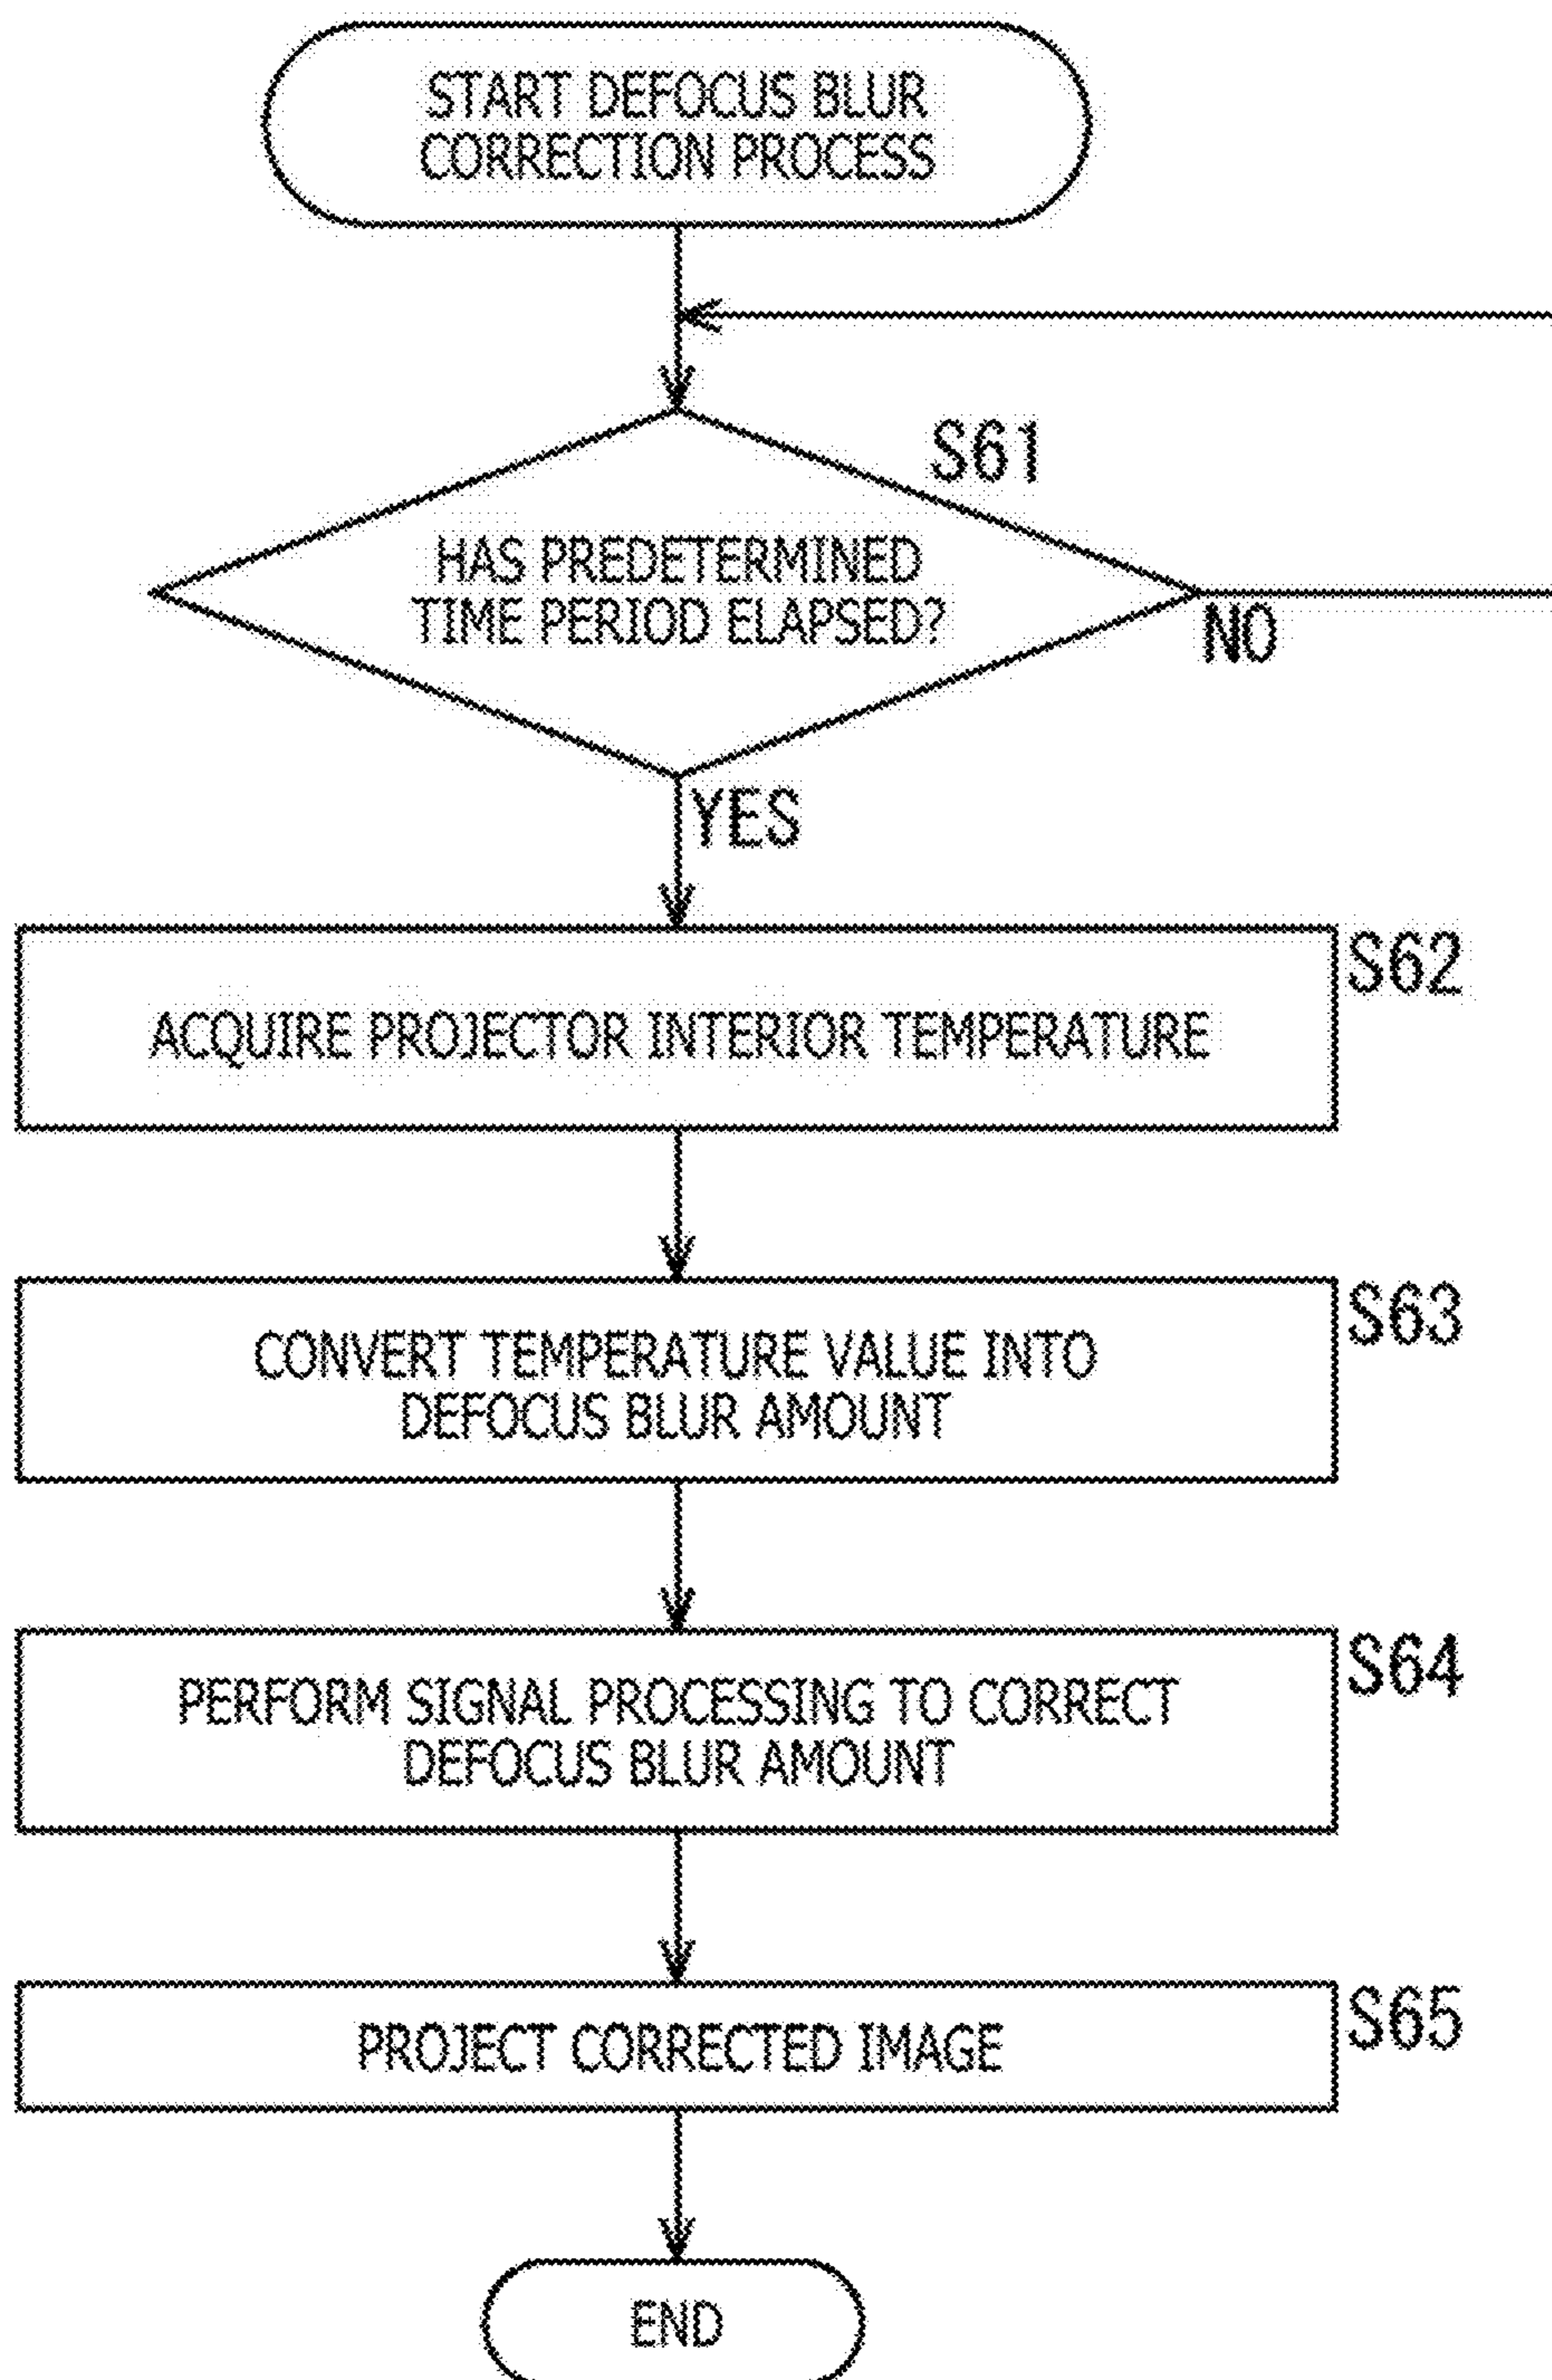 START DEFOCUS BLUR
CORRECTION PROCESS
S61
HAS PREDETERMINED
TIME PERIOD ELAPSED?
NO
YES
S62
ACQUIRE PROJECTOR INTERIOR TEMPERATURE
S63
CONVERT TEMPERATURE VALUE INTO
DEFOCUS BLUR AMOUNT
S64
PERFORM SIGNAL PROCESSING TO CORRECT
DEFOCUS BLUR AMOUNT
S65
PROJECT CORRECTED IMAGE
END